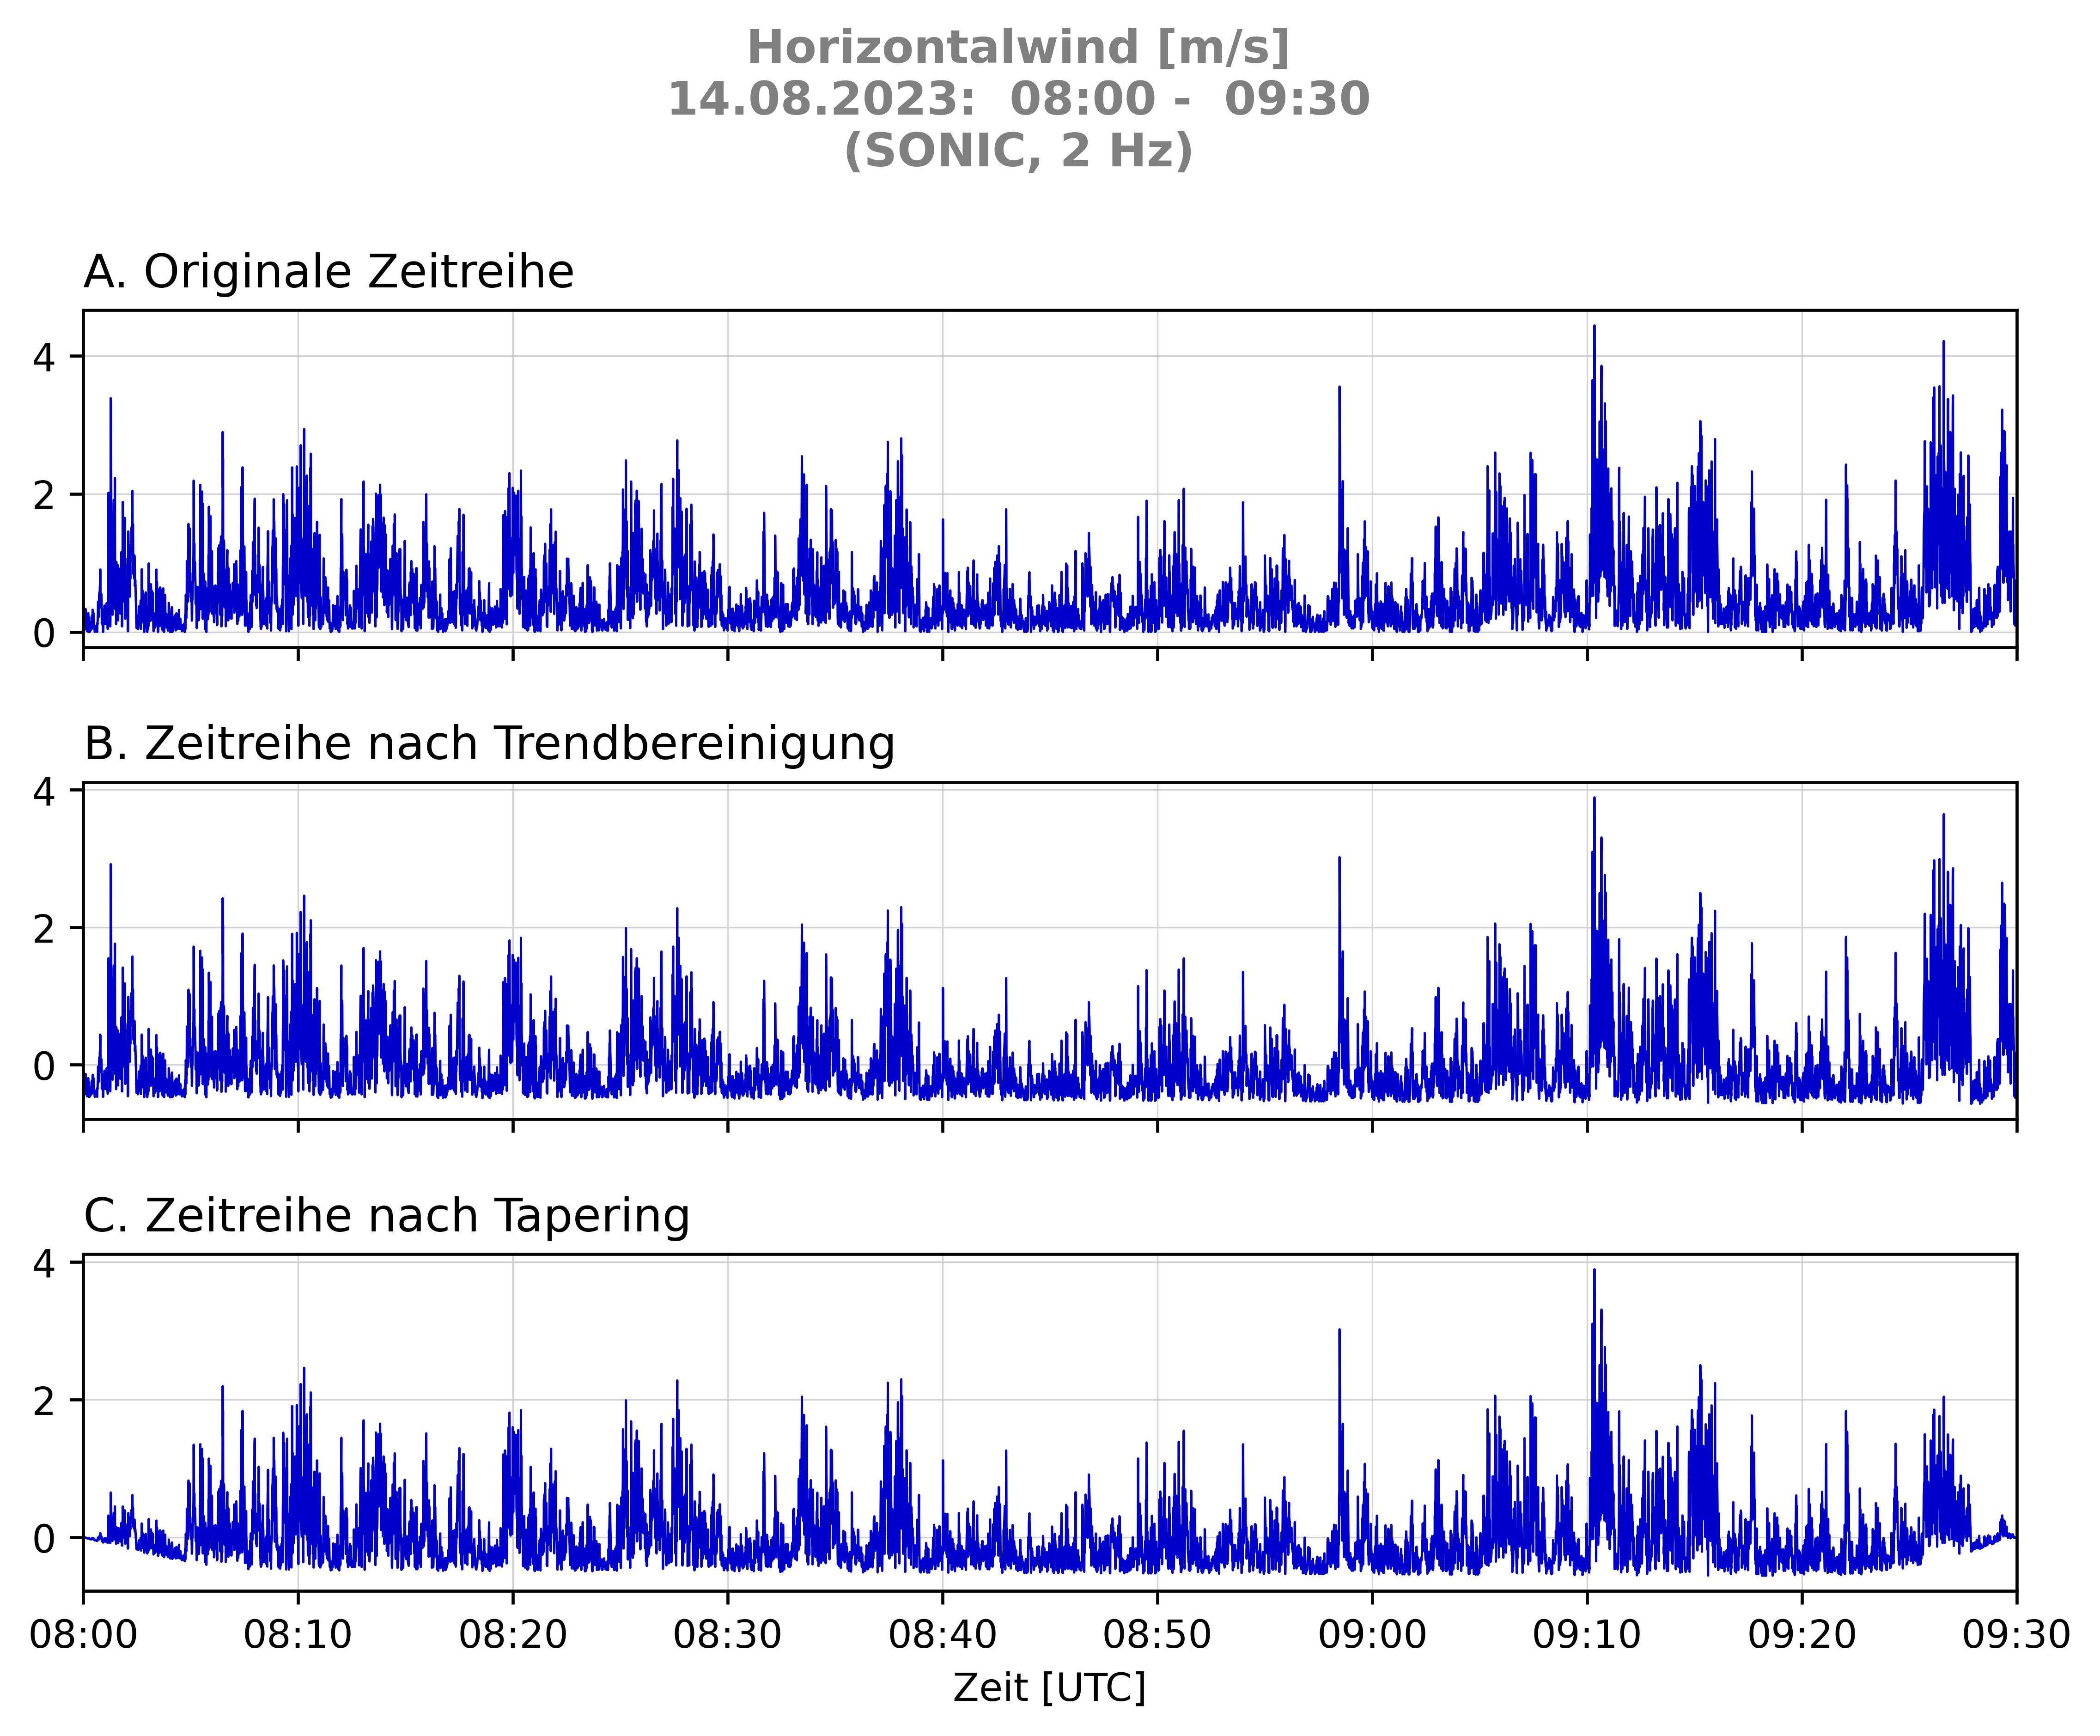 Horizontalwind [m/s]
14.08.2023:  08:00 -  09:30
(SONIC, 2 Hz)
A. Originale Zeitreihe
4
2
0
B. Zeitreihe nach Trendbereinigung
4
2
0
C. Zeitreihe nach Tapering
4
2
0
08:00 08:10 08:20 08:30 08:40 08:50 09:00 09:10 09:20 09:30
Zeit [UTC]